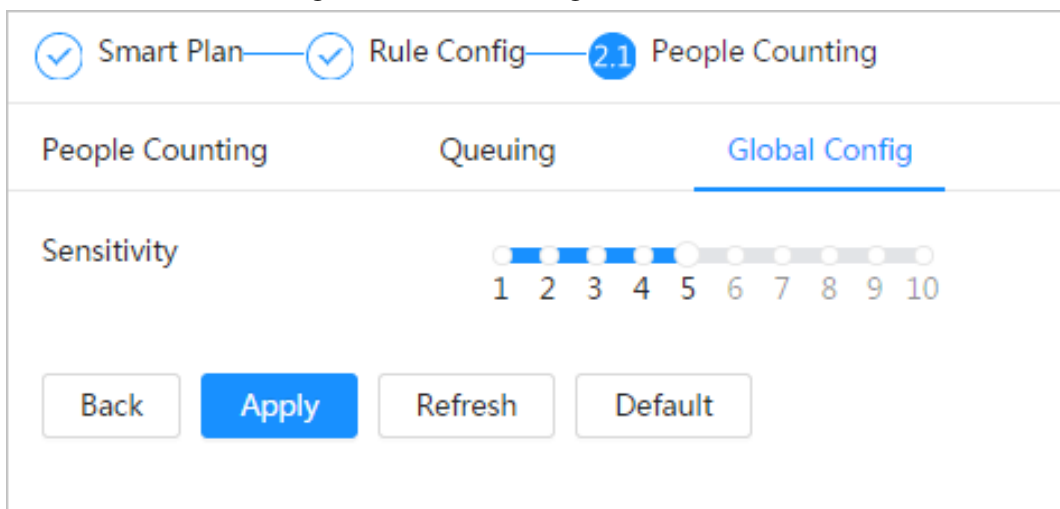 Smart Plan Rule Config 2.1 People Counting
People Counting Queuing Global Config
Sensitivity
1 2 3 4 5 6 7 8 9 10
Back Apply Refresh Default